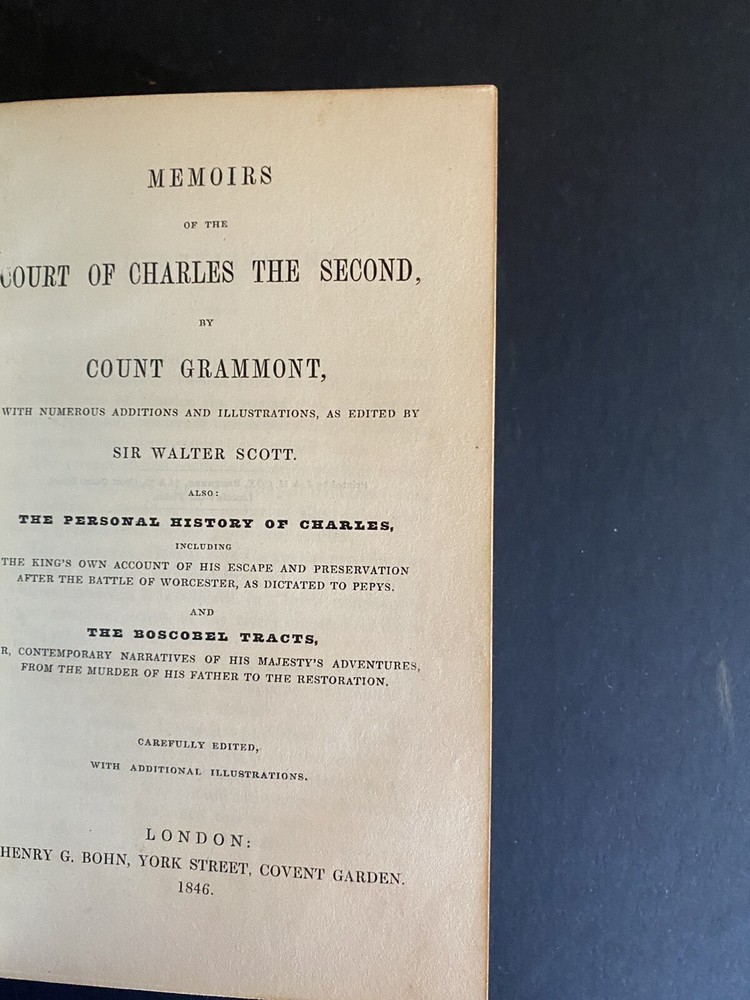 MEMOIRS
OF THE
COURT OF CHARLES THE SECOND,
BY
COUNT GRAMMONT,
WITH NUMEROUS ADDITIONS AND ILLUSTRATIONS, AS EDITED BY
SIR WALTER SCOTT.
ALSO:
THE PERSONAL HISTORY OF CHARLES,
INCLUDING
THE KING'S OWN ACCOUNT OF HIS ESCAPE AND PRESERVATION
AFTER THE BATTLE OF WORCESTER, AS DICTATED TO PEPYS.
AND
THE BOSCOBEL TRACTS,
R, CONTEMPORARY NARRATIVES OF HIS MAJESTY'S ADVENTURES,
FROM THE MURDER OF HIS FATHER TO THE RESTORATION.
CAREFULLY EDITED,
WITH ADDITIONAL ILLUSTRATIONS.
LONDON:
HENRY G. BOHN, YORK STREET, COVENT GARDEN.
1846.